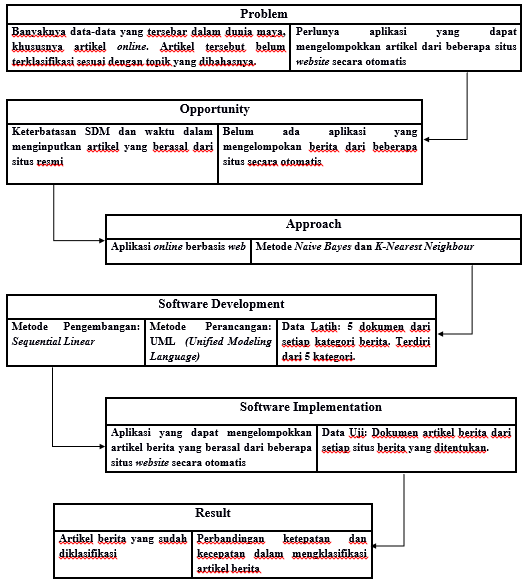 Problem
Banyaknya data-data yang tersebar dalam dunia maya,
khususnya artikel online. Artikel tersebut belum
terklasifikasi sesuai dengan topik yang dibahasnya.
Perlunya aplikasi yang dapat
mengelompokkan artikel dari beberapa situs
website secara otomatis
Opportunity
Keterbatasan SDM dan waktu dalam
menginputkan artikel yang berasal dari
situs resmi
Belum ada aplikasi yang
mengelompokan berita dari beberapa
situs secara otomatis
Approach
Aplikasi online berbasis web
Metode Naive Bayes dan K-Nearest Neighbour
Software Development
Metode Pengembangan:
Sequential Linear
Metode Perancangan:
UML (Unified Modeling
Language)
Data Latih: 5 dokumen dari
setiap kategori berita. Terdiri
dari 5 kategori.
Software Implementation
Aplikasi yang dapat mengelompokkan
artikel berita yang berasal dari beberapa
situs website secara otomatis
Data Uji: Dokumen artikel berita dari
setiap situs berita yang ditentukan.
Result
Artikel berita yang sudah
diklasifikasi
Perbandingan ketepatan dan
kecepatan dalam mengklasifikasi
artikel berita